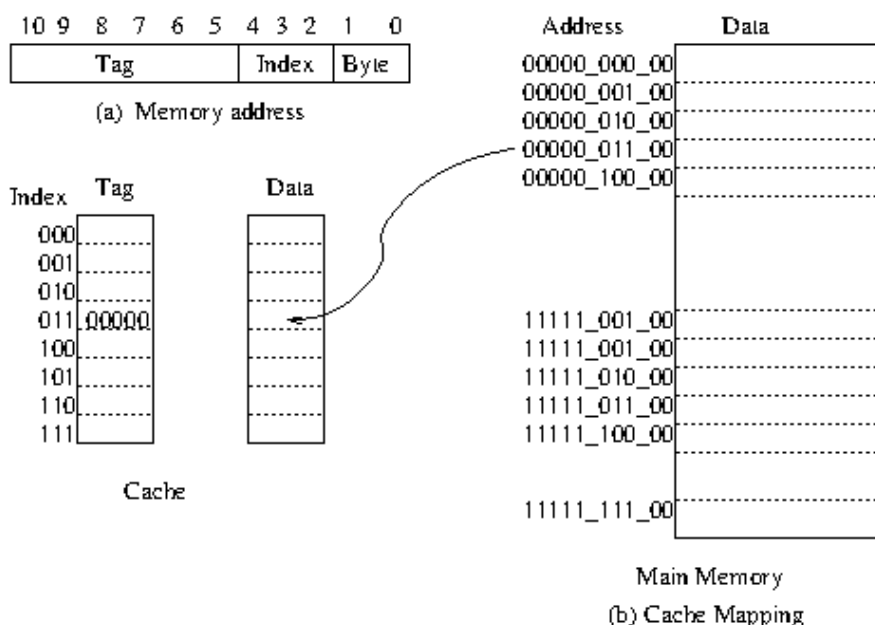 10 9 8 7 6 5 4 3 2 1 0
Tag Index Byte
(a) Memory address
Index Tag Data
000
001
010
011 00000
100
101
110
111
Cache
Address Data
00000_000_00
00000_001_00
00000_010_00
00000_011_00
00000_100_00
11111_001_00
11111_001_00
11111_010_00
11111_011_00
11111_100_00
11111_111_00
Main Memory
(b) Cache Mapping